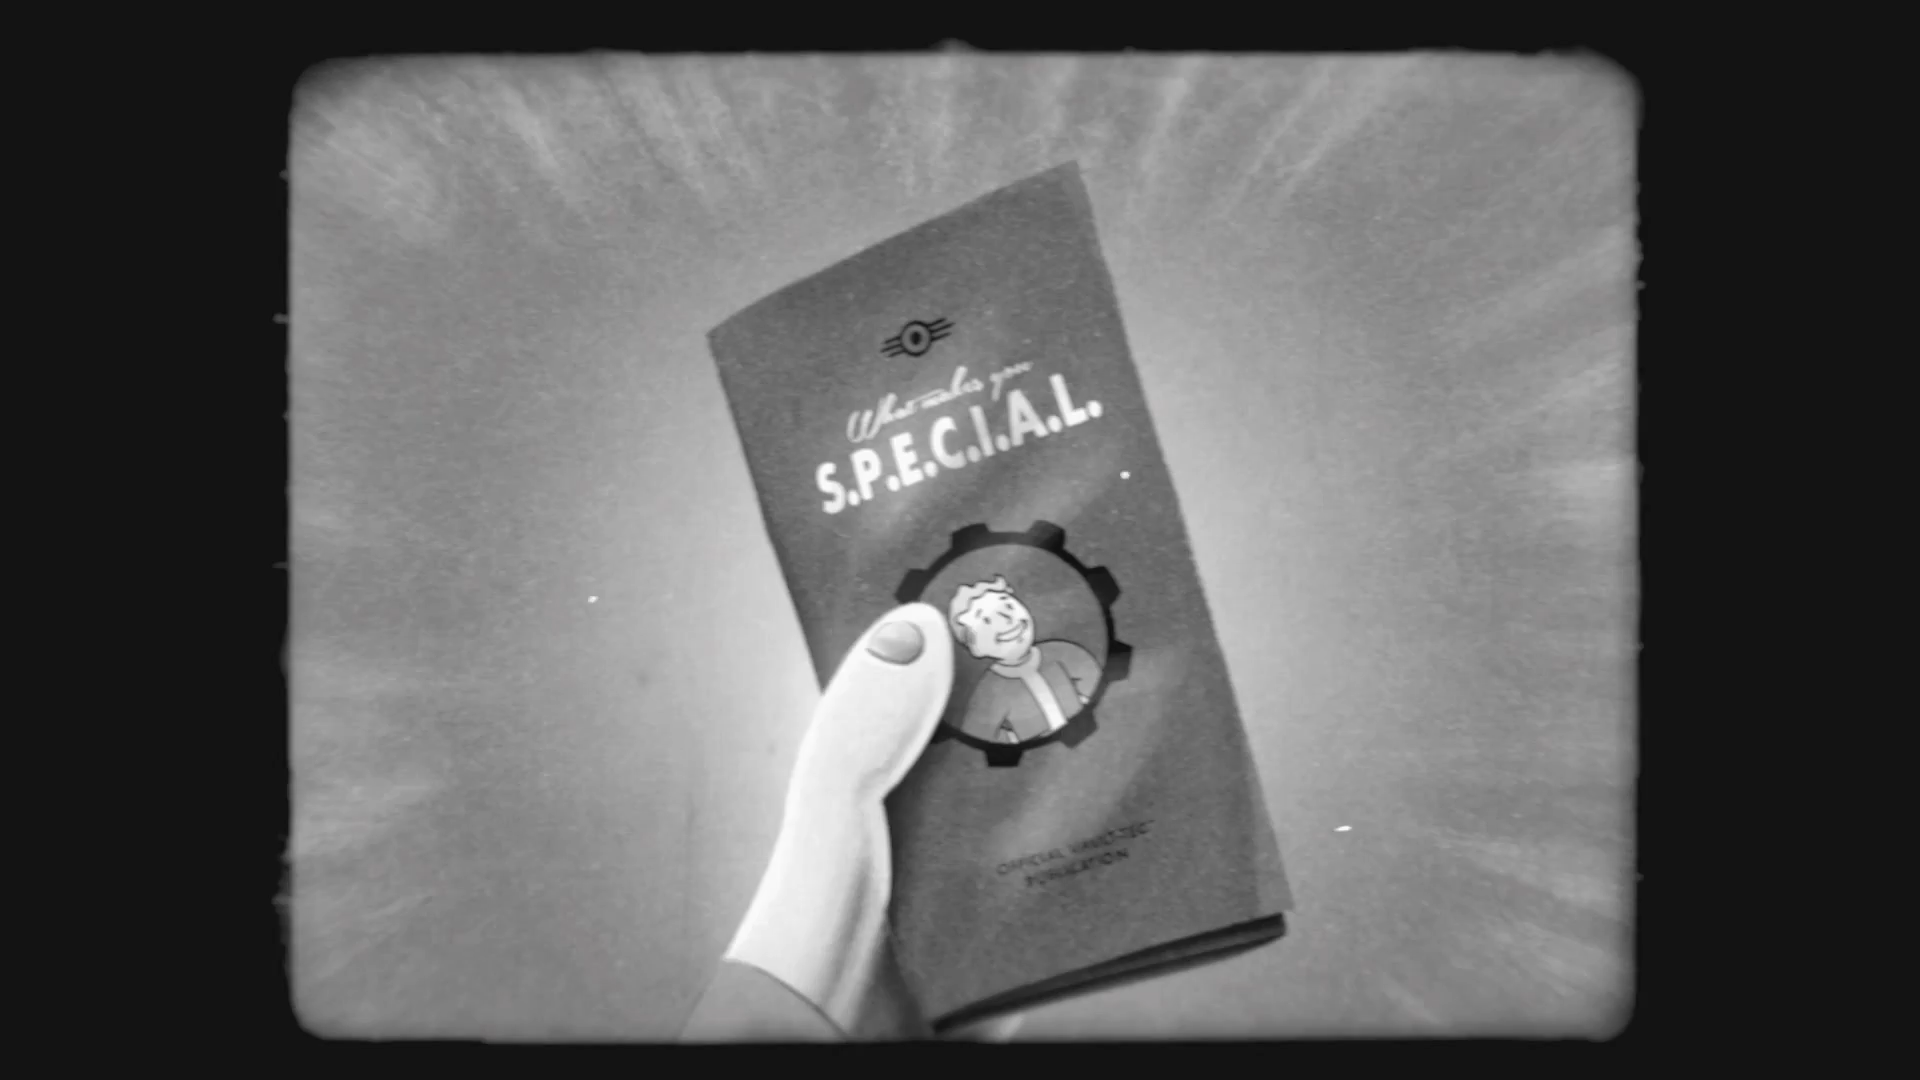 What makes you
S.P.E.C.I.A.L.
OFFICIAL VAULT-TEC
PUBLICATION